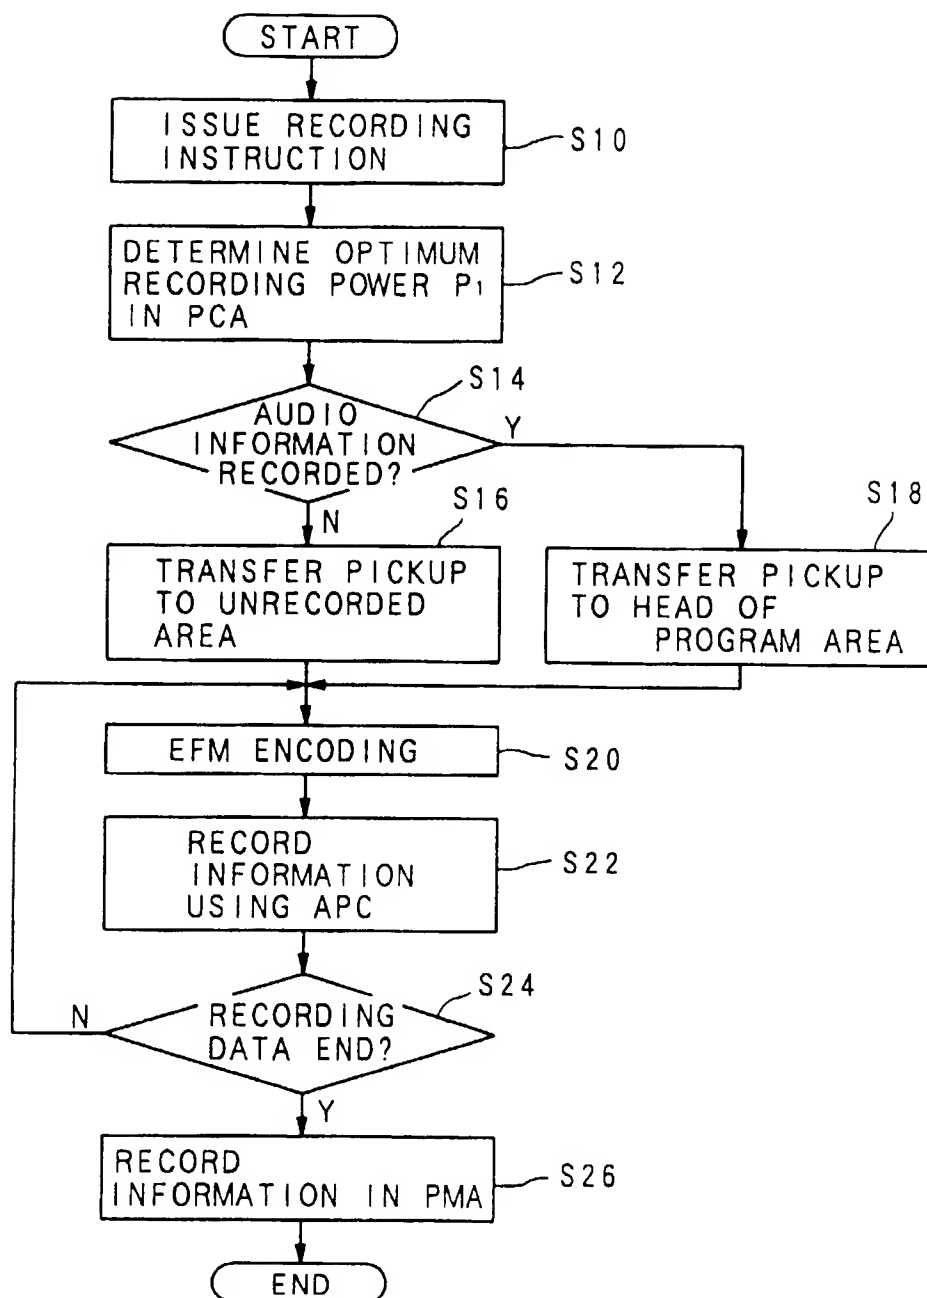 START
ISSUE RECORDING
INSTRUCTION
S10
DETERMINE OPTIMUM
RECORDING POWER P1
IN PCA
S12
S14
AUDIO
INFORMATION
RECORDED?
Y
N
S16
TRANSFER PICKUP
TO UNRECORDED
AREA
S18
TRANSFER PICKUP
TO HEAD OF
PROGRAM AREA
EFM ENCODING
S20
RECORD
INFORMATION
USING APC
S22
S24
RECORDING
DATA END?
N
Y
RECORD
INFORMATION IN PMA
S26
END